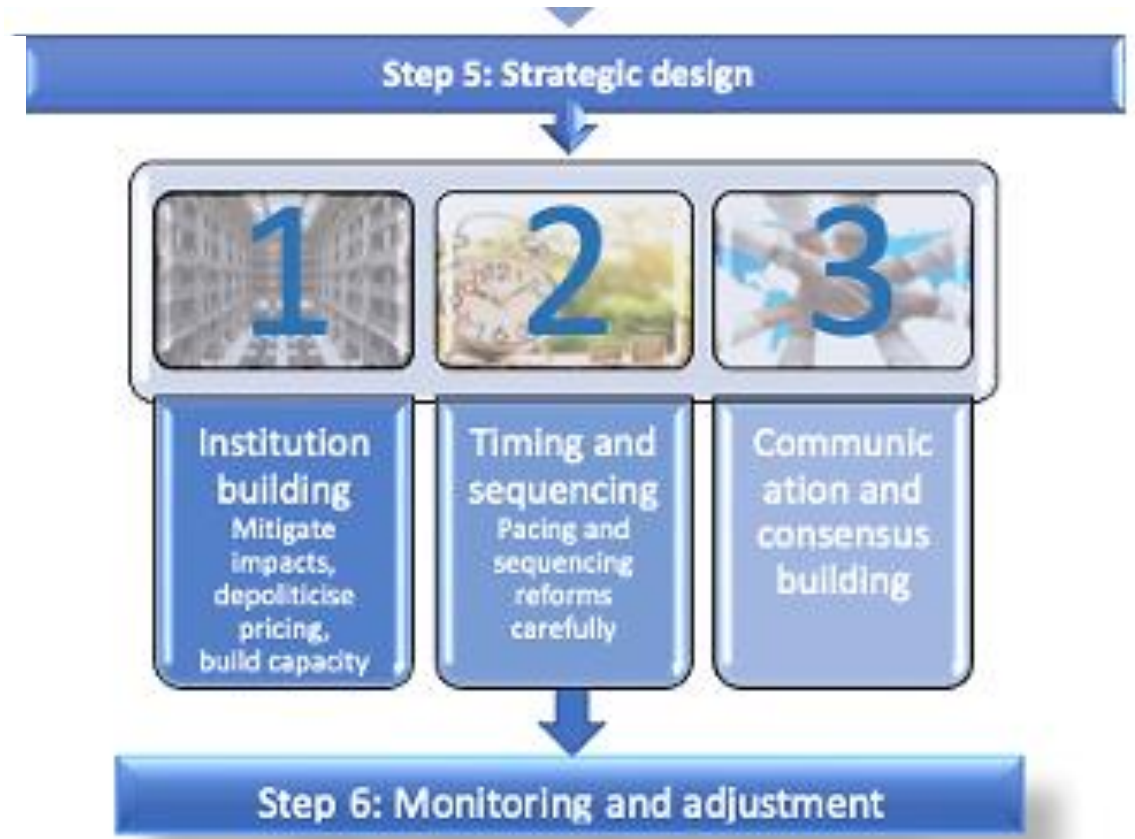 Step 5: Strategic design
1
2
3
Institution
building
Mitigate
impacts,
depoliticise
pricing,
build capacity
Timing and
sequencing
Pacing and
sequencing
reforms
carefully
Communic
ation and
consensus
building
Step 6: Monitoring and adjustment